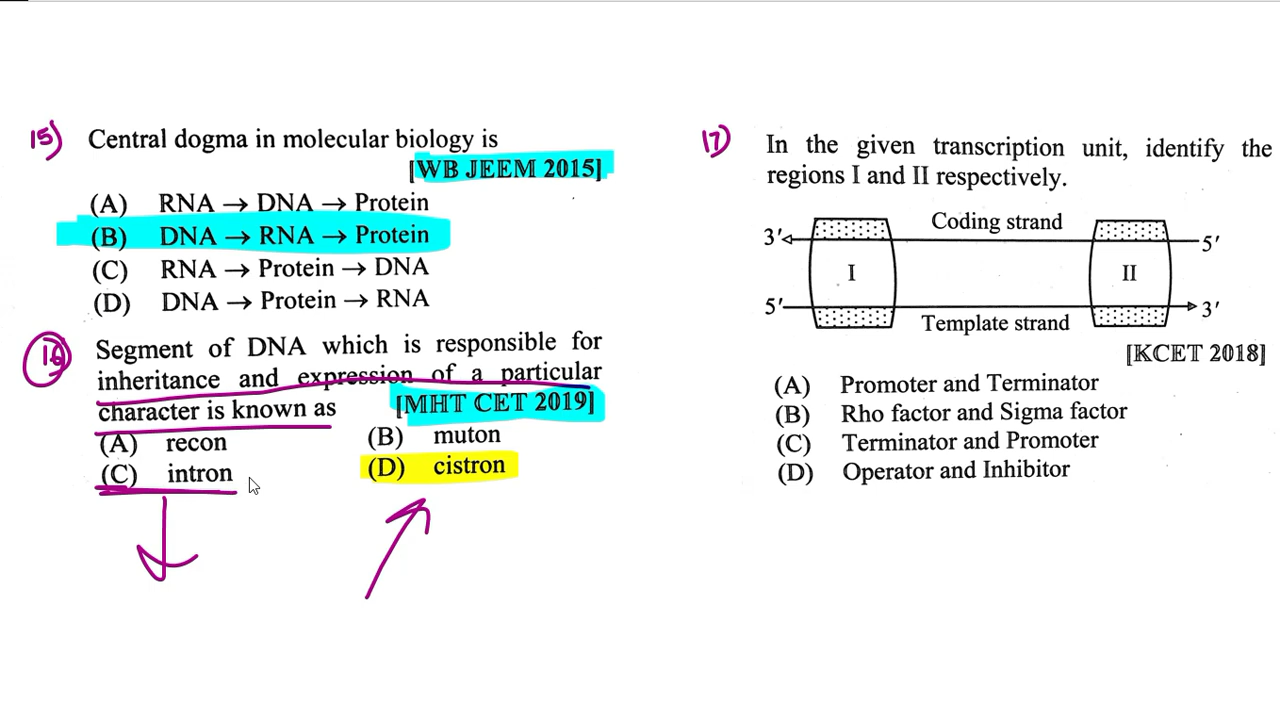 15)
Central dogma in molecular biology is
[WB JEEM 2015]
(A) RNA → DNA → Protein
(B) DNA → RNA → Protein
(C) RNA → Protein → DNA
(D) DNA → Protein → RNA
16
Segment of DNA which is responsible for
inheritance and expression of a particular
character is known as [MHT CET 2019]
(A) recon (B) muton
(C) intron (D) cistron
17)
In the given transcription unit, identify the
regions I and II respectively.
Coding strand
3' 5'
I II
5' 3'
Template strand
[KCET 2018]
(A) Promoter and Terminator
(B) Rho factor and Sigma factor
(C) Terminator and Promoter
(D) Operator and Inhibitor